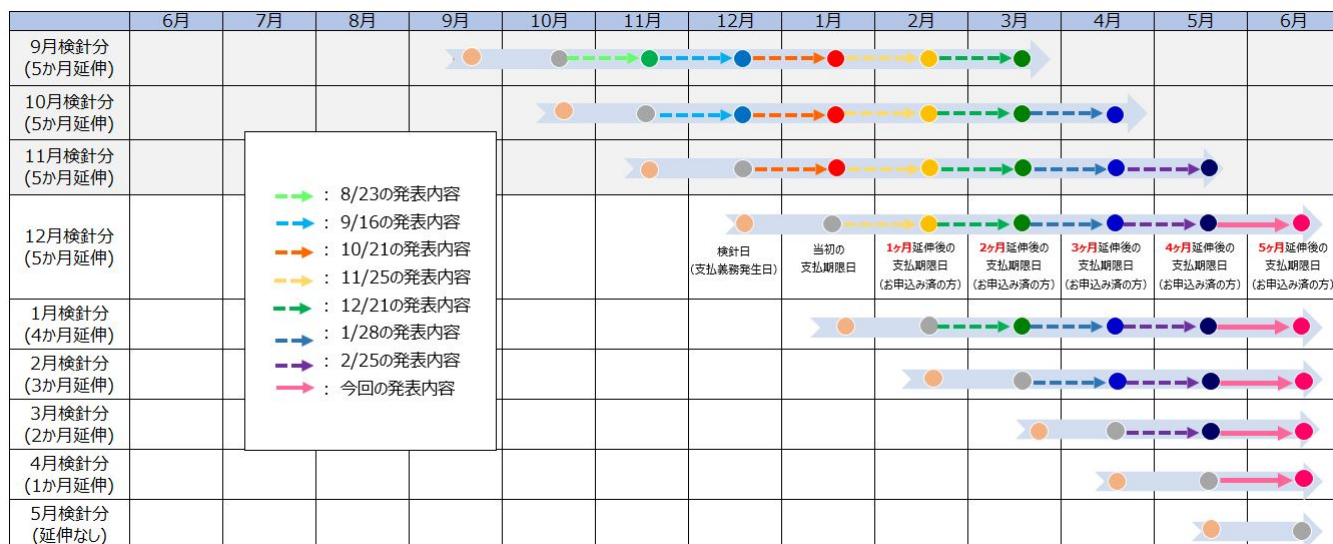 6月 7月 8月 9月 10月 11月 12月 1月 2月 3月 4月 5月 6月
9月検針分
(5か月延伸)
10月検針分
(5か月延伸)
11月検針分
(5か月延伸)
12月検針分
(5か月延伸)
検針日
(支払義務発生日)
当初の
支払期限日
1ヶ月延伸後の
支払期限日
(お申込み済の方)
2ヶ月延伸後の
支払期限日
(お申込み済の方)
3ヶ月延伸後の
支払期限日
(お申込み済の方)
4ヶ月延伸後の
支払期限日
(お申込み済の方)
5ヶ月延伸後の
支払期限日
(お申込み済の方)
1月検針分
(4か月延伸)
2月検針分
(3か月延伸)
3月検針分
(2か月延伸)
4月検針分
(1か月延伸)
5月検針分
(延伸なし)
: 8/23の発表内容
: 9/16の発表内容
: 10/21の発表内容
: 11/25の発表内容
: 12/21の発表内容
: 1/28の発表内容
: 2/25の発表内容
: 今回の発表内容